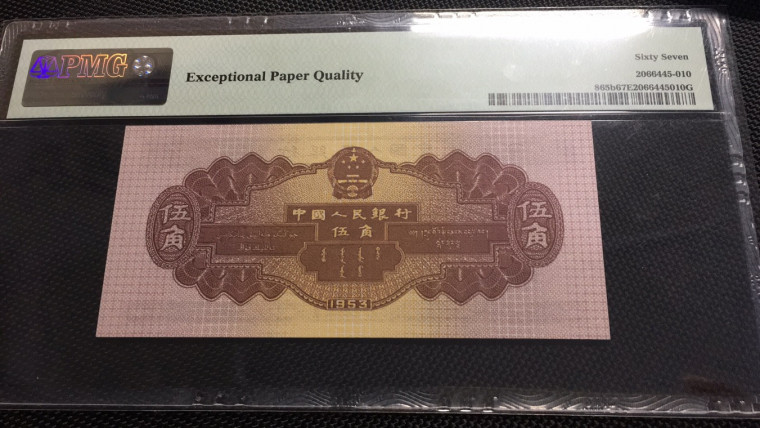 PMG
Exceptional Paper Quality
Sixty Seven
2066445-010
865b67E2066445010G
中國人民銀行
伍角
伍角
伍角
1953